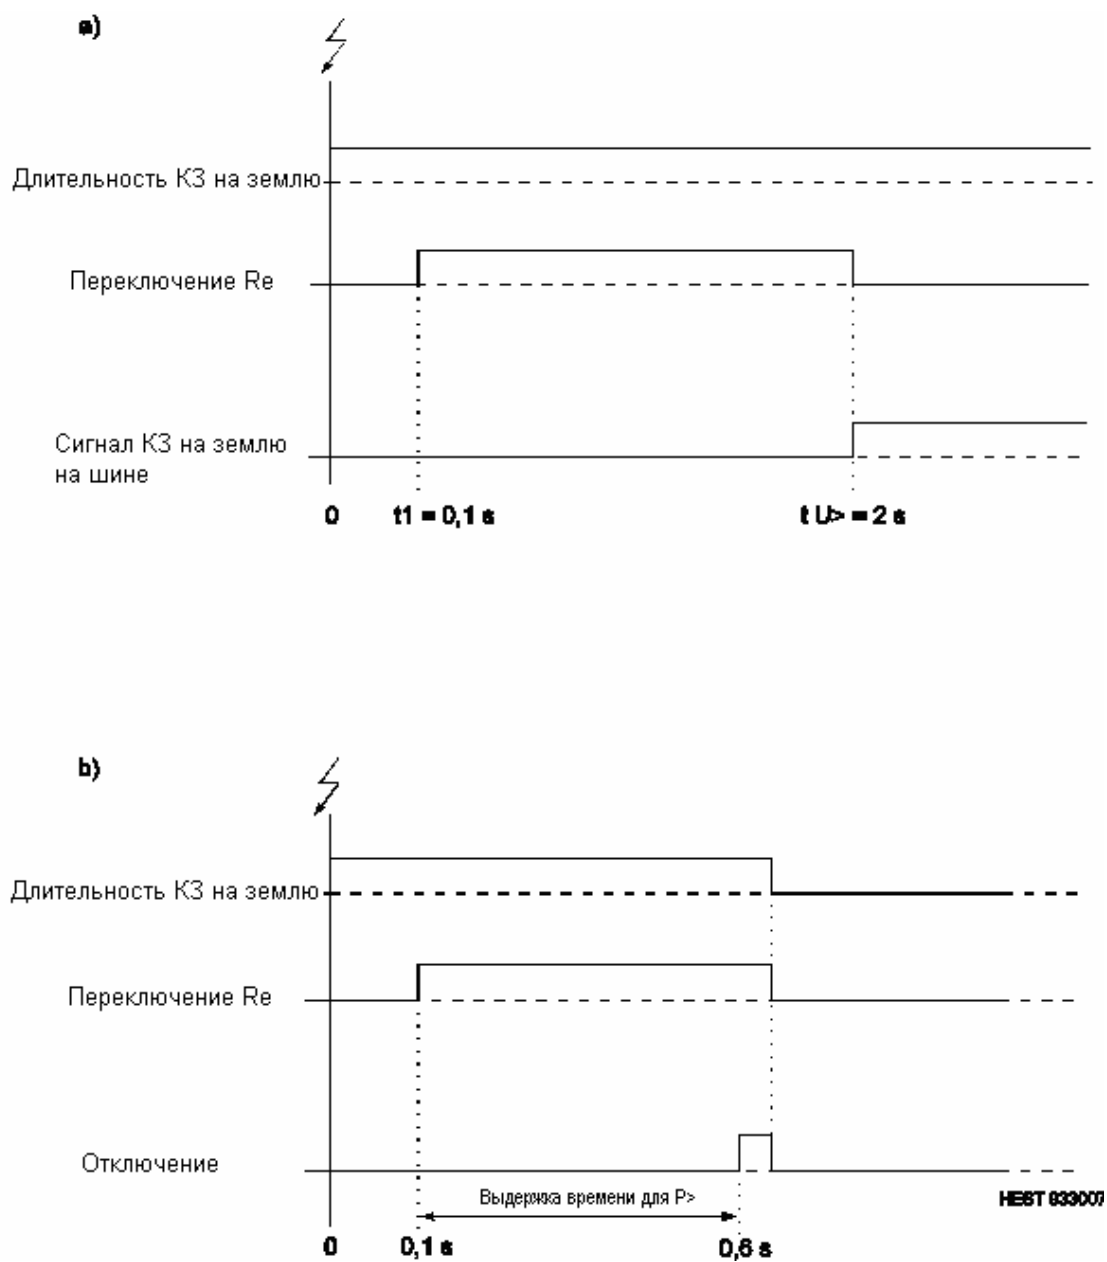 a)
Длительность КЗ на землю
Переключение Re
Сигнал КЗ на землю
на шине
0 t1 = 0,1 s t U> = 2 s
b)
Длительность КЗ на землю
Переключение Re
Отключение
Выдержка времени для P>
HEST 933007
0 0,1 s 0,6 s